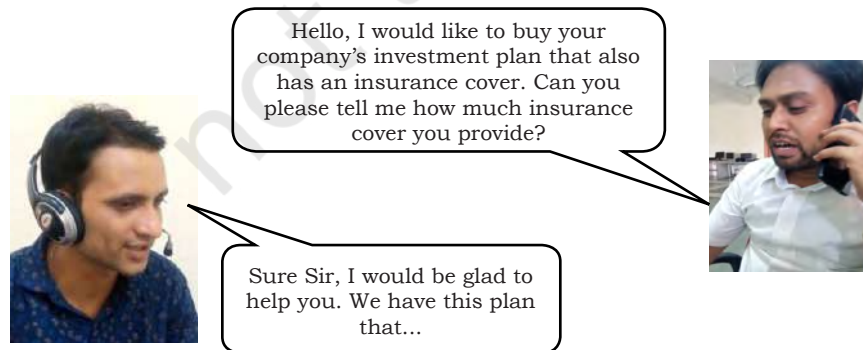 Hello, I would like to buy your
company’s investment plan that also
has an insurance cover. Can you
please tell me how much insurance
cover you provide?
Sure Sir, I would be glad to
help you. We have this plan
that...